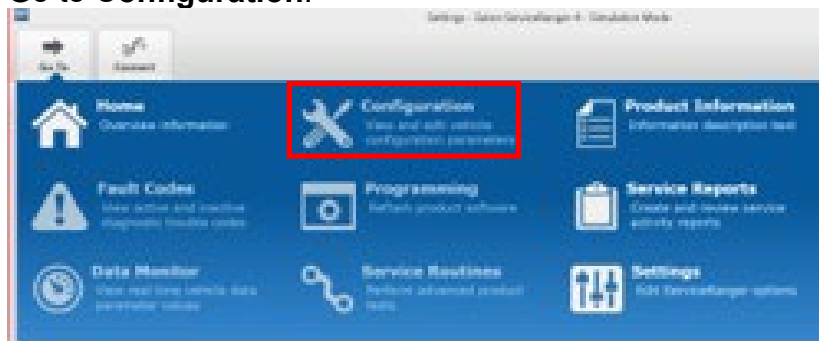 Go to Configuration.
Settings - Eaton ServiceRanger 4 - Simulation Mode
Go To
Connect
Home
Overview information
Configuration
View and edit vehicle
configuration parameters
Product Information
Information description text
Fault Codes
View active and inactive
diagnostic trouble codes
Programming
Reflash product software
Service Reports
Create and review service
activity reports
Data Monitor
View real time vehicle data
parameter values
Service Routines
Perform advanced product
tests
Settings
Edit ServiceRanger options